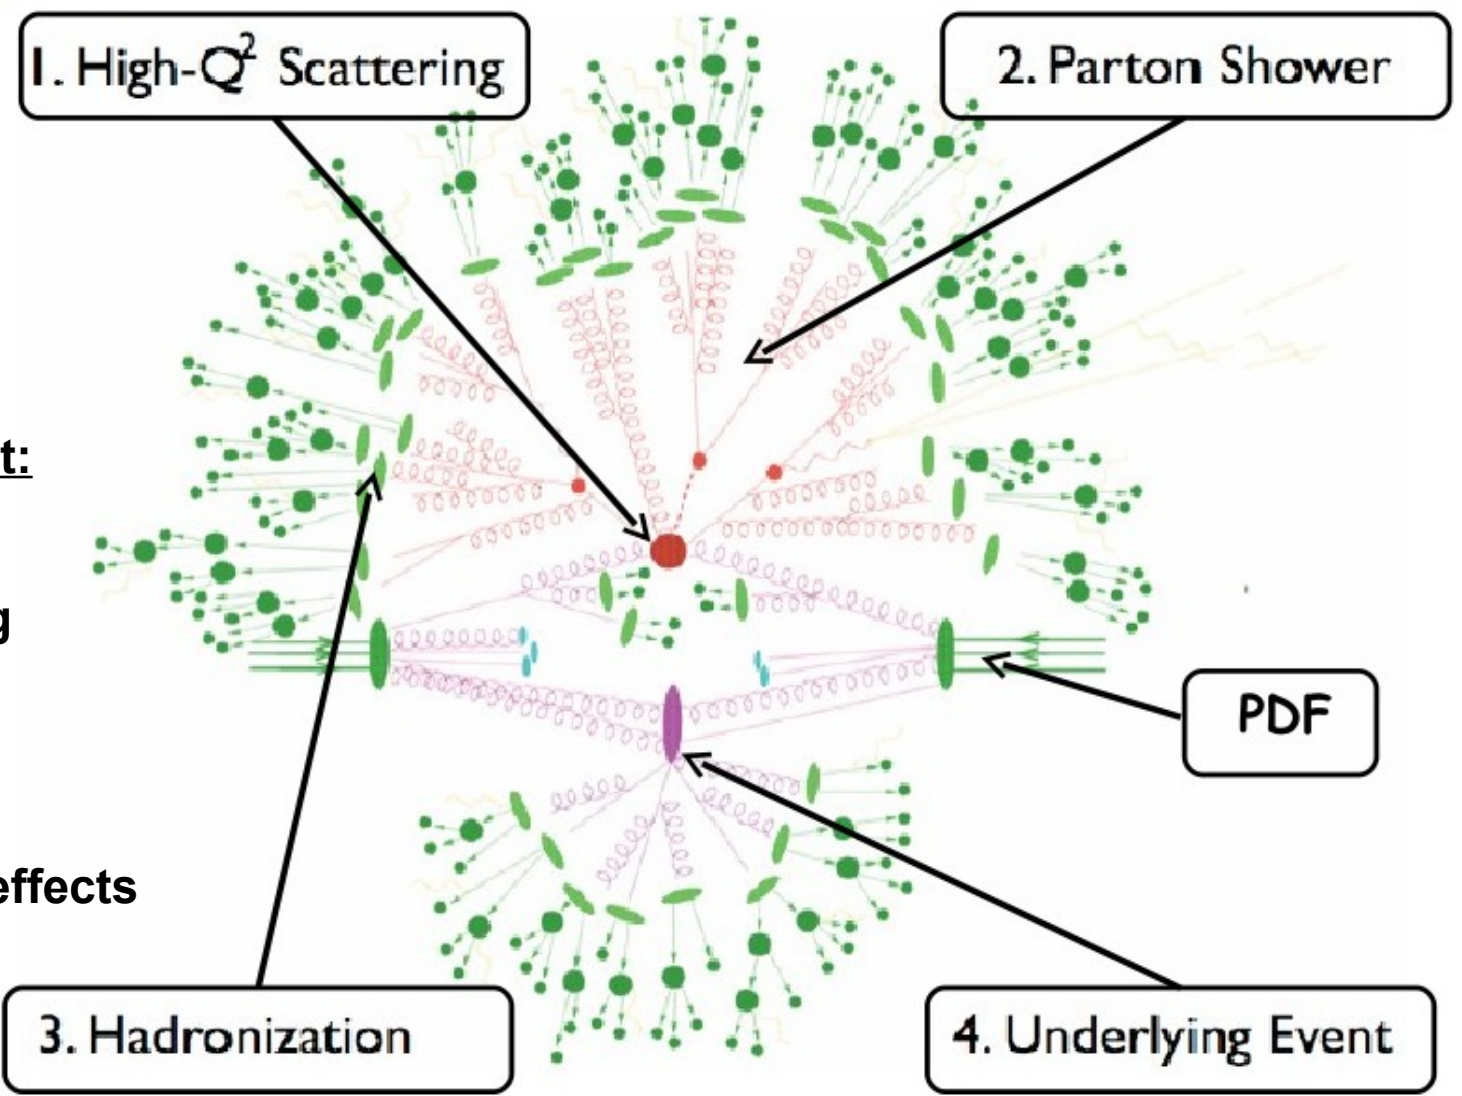 1. High-Q² Scattering
2. Parton Shower
t:
g
PDF
effects
3. Hadronization
4. Underlying Event